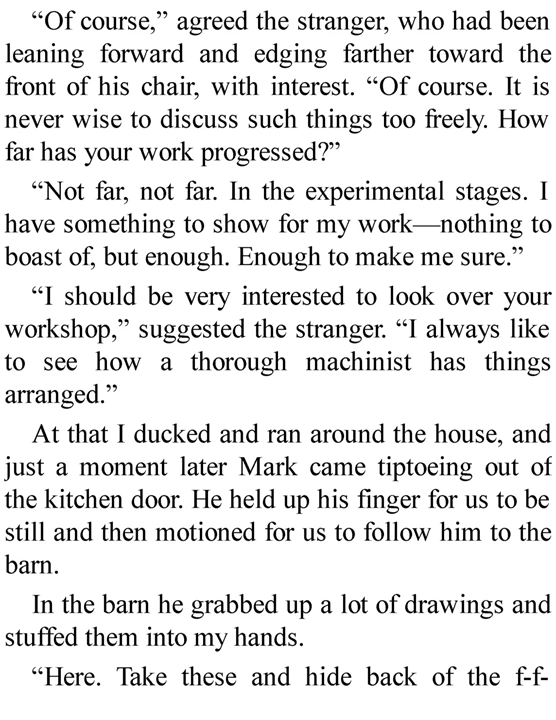 “Of course,” agreed the stranger, who had been
leaning forward and edging farther toward the
front of his chair, with interest. “Of course. It is
never wise to discuss such things too freely. How
far has your work progressed?”
“Not far, not far. In the experimental stages. I
have something to show for my work—nothing to
boast of, but enough. Enough to make me sure.”
“I should be very interested to look over your
workshop,” suggested the stranger. “I always like
to see how a thorough machinist has things
arranged.”
At that I ducked and ran around the house, and
just a moment later Mark came tiptoeing out of
the kitchen door. He held up his finger for us to be
still and then motioned for us to follow him to the
barn.
In the barn he grabbed up a lot of drawings and
stuffed them into my hands.
“Here. Take these and hide back of the f-f-